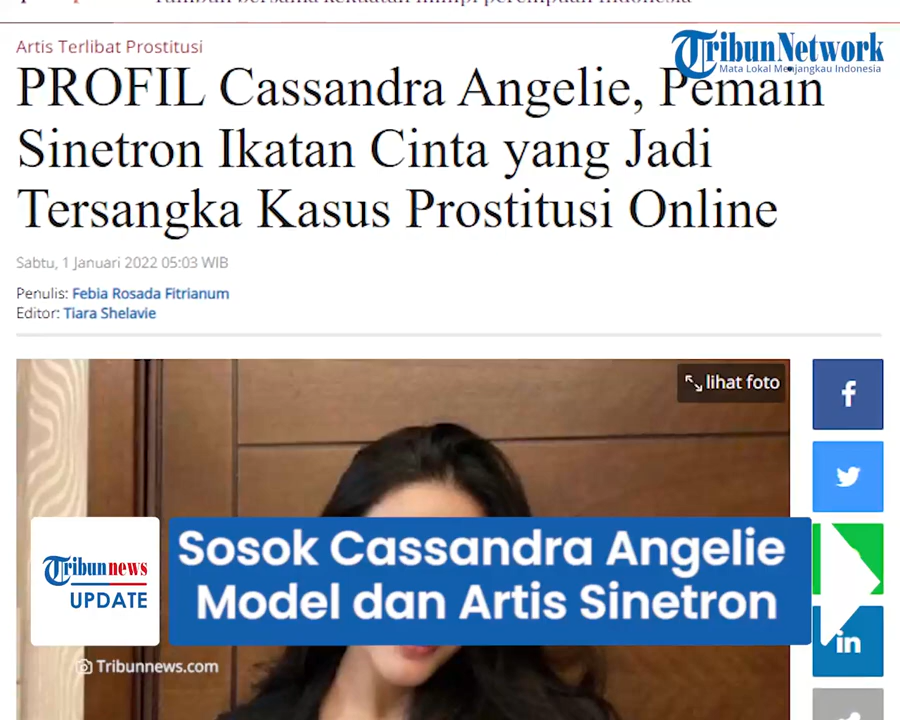 Artis Terlibat Prostitusi
TribunNetwork
Mata Lokal Menjangkau Indonesia
PROFIL Cassandra Angelie, Pemain
Sinetron Ikatan Cinta yang Jadi
Tersangka Kasus Prostitusi Online
Sabtu, 1 Januari 2022 05:03 WIB
Penulis: Febia Rosada Fitrianum
Editor: Tiara Shelavie
lihat foto
Tribunnews
UPDATE
Sosok Cassandra Angelie
Model dan Artis Sinetron
Tribunnews.com